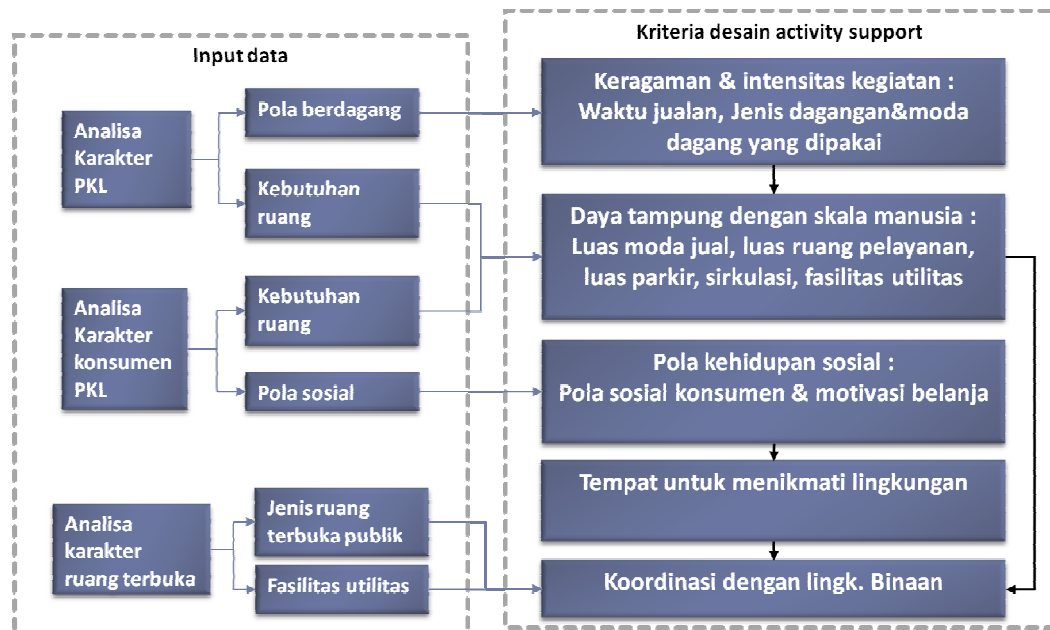 Input data
Analisa
Karakter
PKL
Pola berdagang
Kebutuhan
ruang
Analisa
Karakter
konsumen
PKL
Kebutuhan
ruang
Pola sosial
Analisa
karakter
ruang terbuka
Jenis ruang
terbuka publik
Fasilitas utilitas
Kriteria desain activity support
Keragaman & intensitas kegiatan :
Waktu jualan, Jenis dagangan&moda
dagang yang dipakai
Daya tampung dengan skala manusia :
Luas moda jual, luas ruang pelayanan,
luas parkir, sirkulasi, fasilitas utilitas
Pola kehidupan sosial :
Pola sosial konsumen & motivasi belanja
Tempat untuk menikmati lingkungan
Koordinasi dengan lingk. Binaan